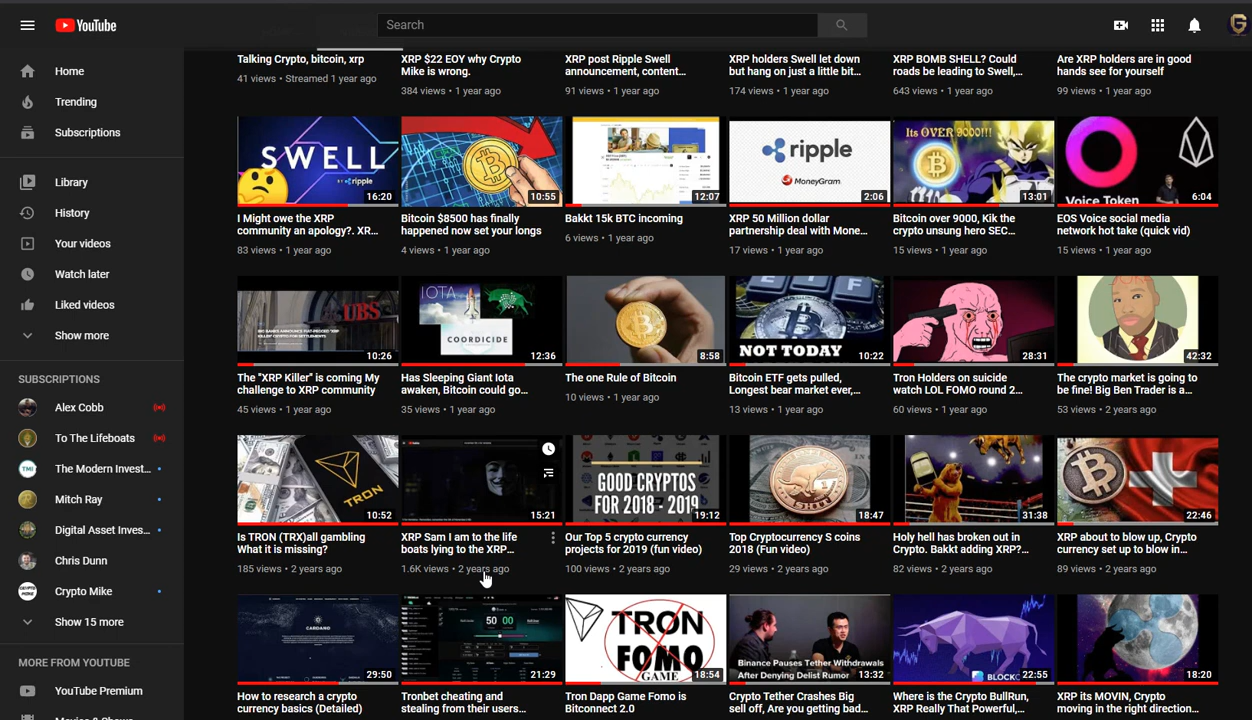 YouTube
Search
Home
Trending
Subscriptions
Library
History
Your videos
Watch later
Liked videos
Show more
SUBSCRIPTIONS
Alex Cobb
To The Lifeboats
The Modern Invest...
Mitch Ray
Digital Asset Inves...
Chris Dunn
Crypto Mike
Show 15 more
MORE FROM YOUTUBE
YouTube Premium
Movies & Shows
Talking Crypto, bitcoin, xrp
41 views • Streamed 1 year ago
XRP $22 EOY why Crypto
Mike is wrong.
384 views • 1 year ago
XRP post Ripple Swell
announcement, content...
91 views • 1 year ago
XRP holders Swell let down
but hang on just a little bit...
174 views • 1 year ago
XRP BOMB SHELL? Could
roads be leading to Swell,...
643 views • 1 year ago
Are XRP holders are in good
hands see for yourself
99 views • 1 year ago
SWELL
by ripple
16:20
I Might owe the XRP
community an apology?. XR...
83 views • 1 year ago
10:55
Bitcoin $8500 has finally
happened now set your longs
4 views • 1 year ago
12:07
Bakkt 15k BTC incoming
6 views • 1 year ago
ripple
MoneyGram
2:06
XRP 50 Million dollar
partnership deal with Mone...
17 views • 1 year ago
Its OVER 9000!!!
13:01
Bitcoin over 9000, Kik the
crypto unsung hero SEC...
15 views • 1 year ago
Voice Token
6:04
EOS Voice social media
network hot take (quick vid)
15 views • 1 year ago
UBS
10:26
The "XRP Killer" is coming My
challenge to XRP community
45 views • 1 year ago
IOTA
COORDICIDE
12:36
Has Sleeping Giant Iota
awaken, Bitcoin could go...
35 views • 1 year ago
8:58
The one Rule of Bitcoin
10 views • 1 year ago
ETF
NOT TODAY
10:22
Bitcoin ETF gets pulled,
Longest bear market ever,...
13 views • 1 year ago
28:31
Tron Holders on suicide
watch LOL FOMO round 2...
60 views • 1 year ago
42:32
The crypto market is going to
be fine! Big Ben Trader is a...
53 views • 2 years ago
TRON
10:52
Is TRON (TRX)all gambling
What it is missing?
185 views • 2 years ago
15:21
XRP Sam I am to the life
boats lying to the XRP...
1.6K views • 2 years ago
GOOD CRYPTOS
FOR 2018 - 2019
19:12
Our Top 5 crypto currency
projects for 2019 (fun video)
100 views • 2 years ago
18:47
Top Cryptocurrency S coins
2018 (Fun video)
29 views • 2 years ago
31:38
Holy hell has broken out in
Crypto. Bakkt adding XRP?...
82 views • 2 years ago
22:46
XRP about to blow up, Crypto
currency set up to blow in...
89 views • 2 years ago
CARDANO
29:50
How to research a crypto
currency basics (Detailed)
50 00
21:29
Tronbet cheating and
stealing from their users...
TRON
FOMO
GAME
18:54
Tron Dapp Game Fomo is
Bitconnect 2.0
Binance Pauses Tether Withdrawals
After Denying Delist Rumor
13:32
Crypto Tether Crashes Big
sell off, Are you getting bad...
BLOCK
22:55
Where is the Crypto BullRun,
XRP Really That Powerful,...
18:20
XRP its MOVIN, Crypto
moving in the right direction...